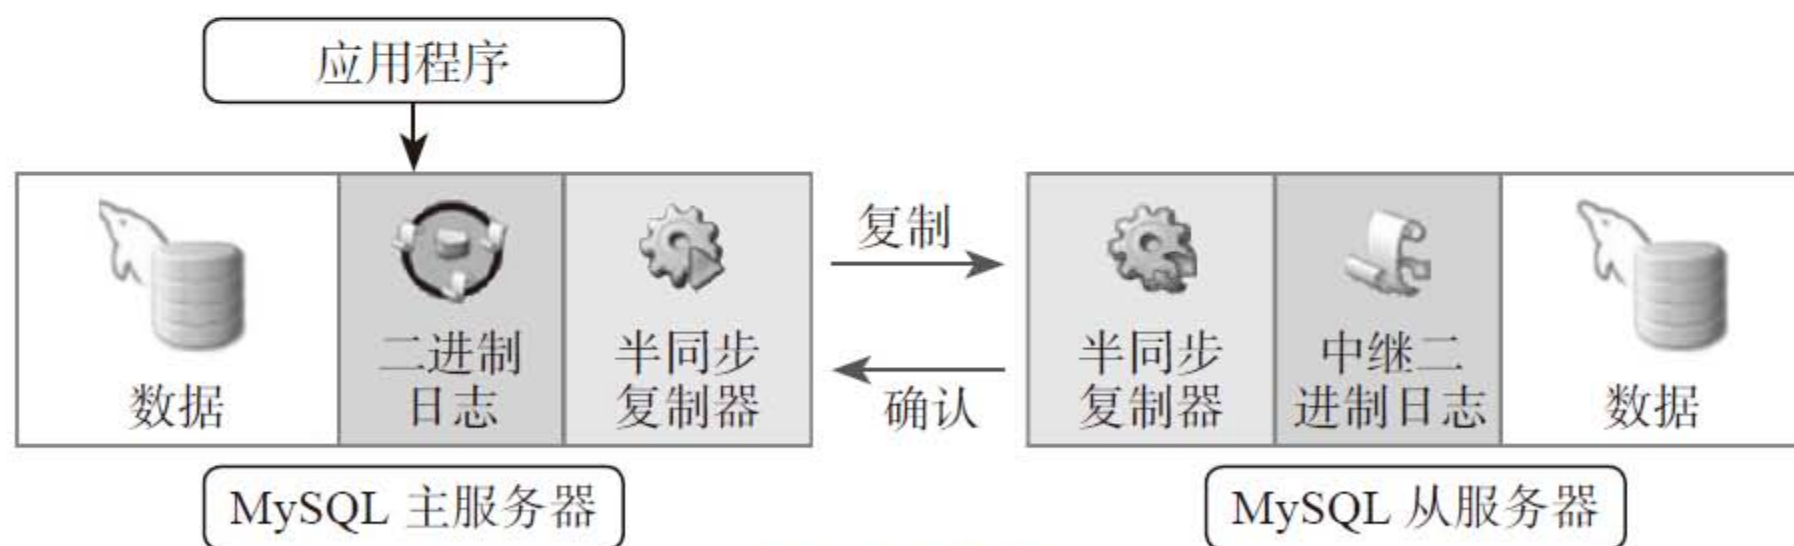 应用程序
数据
二进制
日志
半同步
复制器
复制
确认
半同步
复制器
中继二
进制日志
数据
MySQL 主服务器
MySQL 从服务器